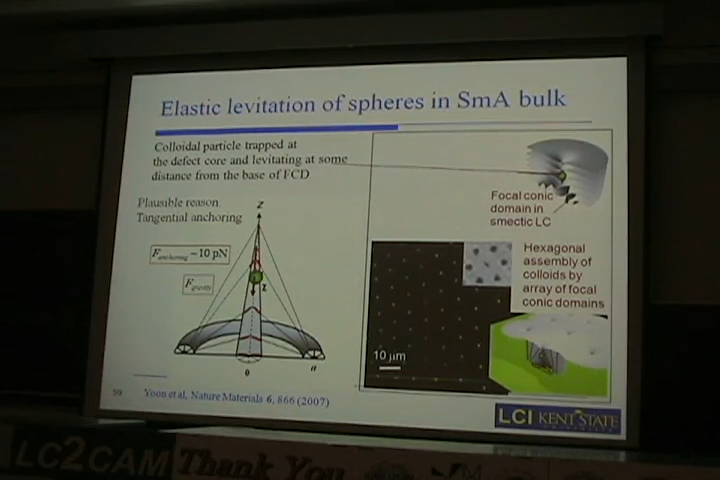 Elastic levitation of spheres in SmA bulk
Colloidal particle trapped at
the defect core and levitating at some
distance from the base of FCD
Plausible reason
Tangential anchoring
Fanchoring ~10 pN
Fgravity
z
z
0
a
Focal conic
domain in
smectic LC
Hexagonal
assembly of
colloids by
array of focal
conic domains
10 μm
59
Yoon et al, Nature Materials 6, 866 (2007)
LCI KENT STATE
LC2CAM Thank You